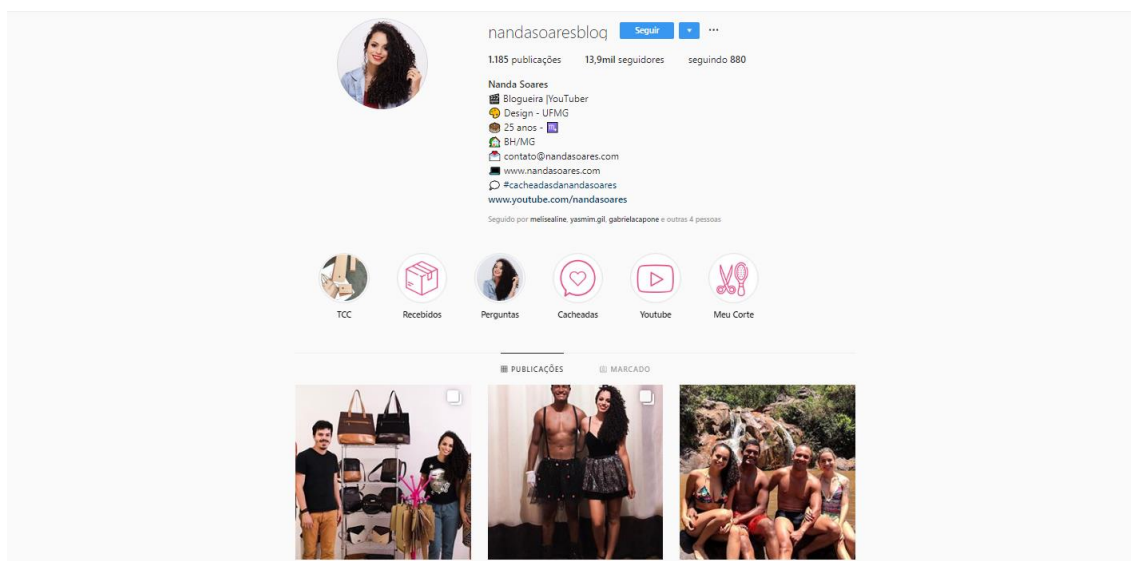 nandasoaresblog Seguir ...
1.185 publicações 13,9mil seguidores seguindo 880
Nanda Soares
Blogueira |YouTuber
Design - UFMG
25 anos - ♏
BH/MG
contato@nandasoares.com
www.nandasoares.com
#cacheadasdanandasoares
www.youtube.com/nandasoares
Seguido por melisealine, yasmim.gil, gabrielacapone e outras 4 pessoas
TCC Recebidos Perguntas Cacheadas Youtube Meu Corte
PUBLICAÇÕES MARCADO